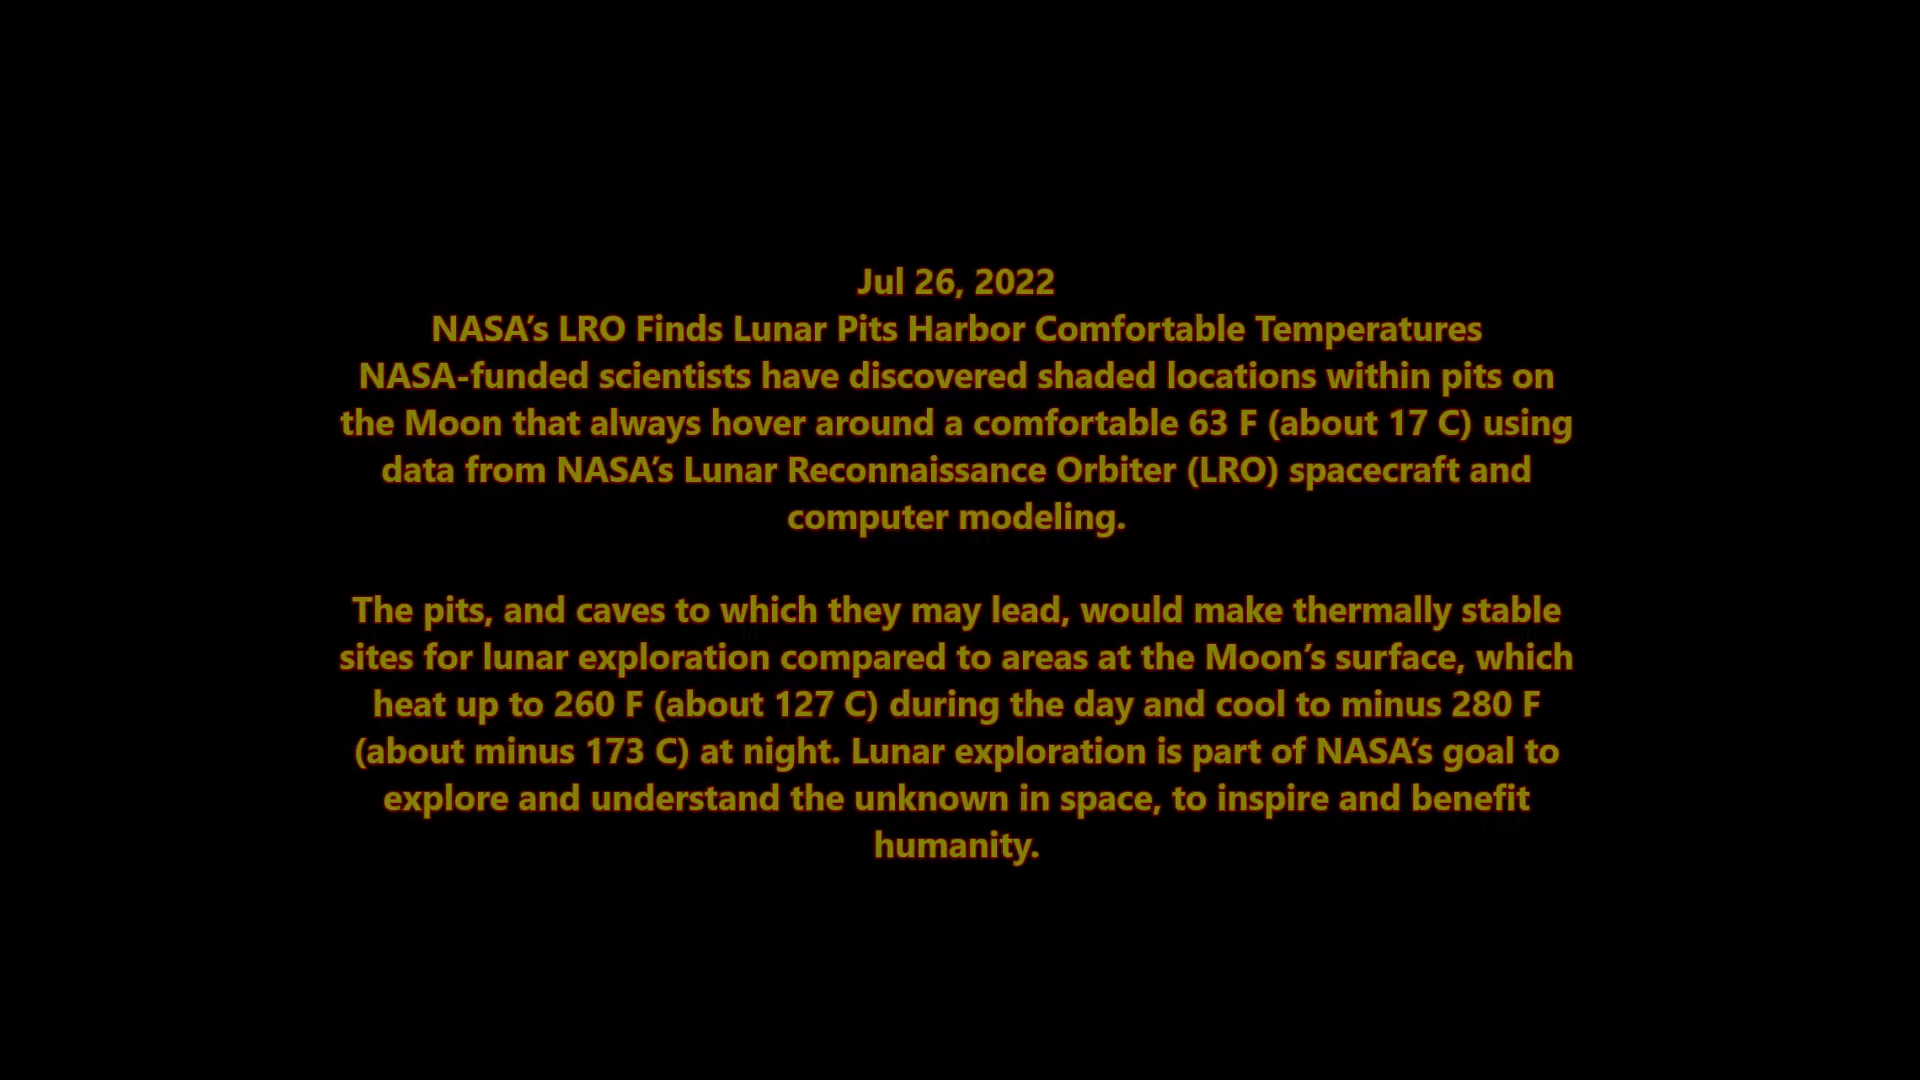 Jul 26, 2022
NASA’s LRO Finds Lunar Pits Harbor Comfortable Temperatures
NASA-funded scientists have discovered shaded locations within pits on
the Moon that always hover around a comfortable 63 F (about 17 C) using
data from NASA’s Lunar Reconnaissance Orbiter (LRO) spacecraft and
computer modeling.
The pits, and caves to which they may lead, would make thermally stable
sites for lunar exploration compared to areas at the Moon’s surface, which
heat up to 260 F (about 127 C) during the day and cool to minus 280 F
(about minus 173 C) at night. Lunar exploration is part of NASA’s goal to
explore and understand the unknown in space, to inspire and benefit
humanity.